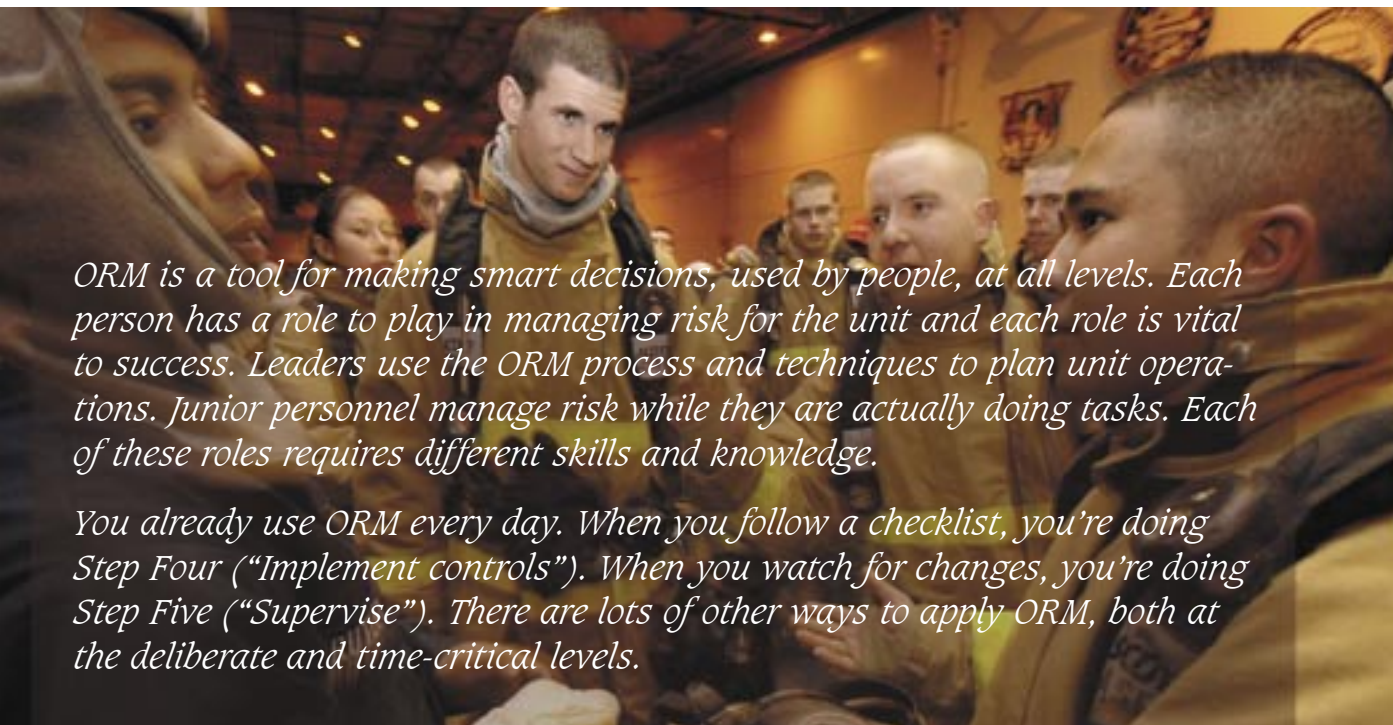 ORM is a tool for making smart decisions, used by people, at all levels. Each
person has a role to play in managing risk for the unit and each role is vital
to success. Leaders use the ORM process and techniques to plan unit opera-
tions. Junior personnel manage risk while they are actually doing tasks. Each
of these roles requires different skills and knowledge.
You already use ORM every day. When you follow a checklist, you’re doing
Step Four (“Implement controls”). When you watch for changes, you’re doing
Step Five (“Supervise”). There are lots of other ways to apply ORM, both at
the deliberate and time-critical levels.